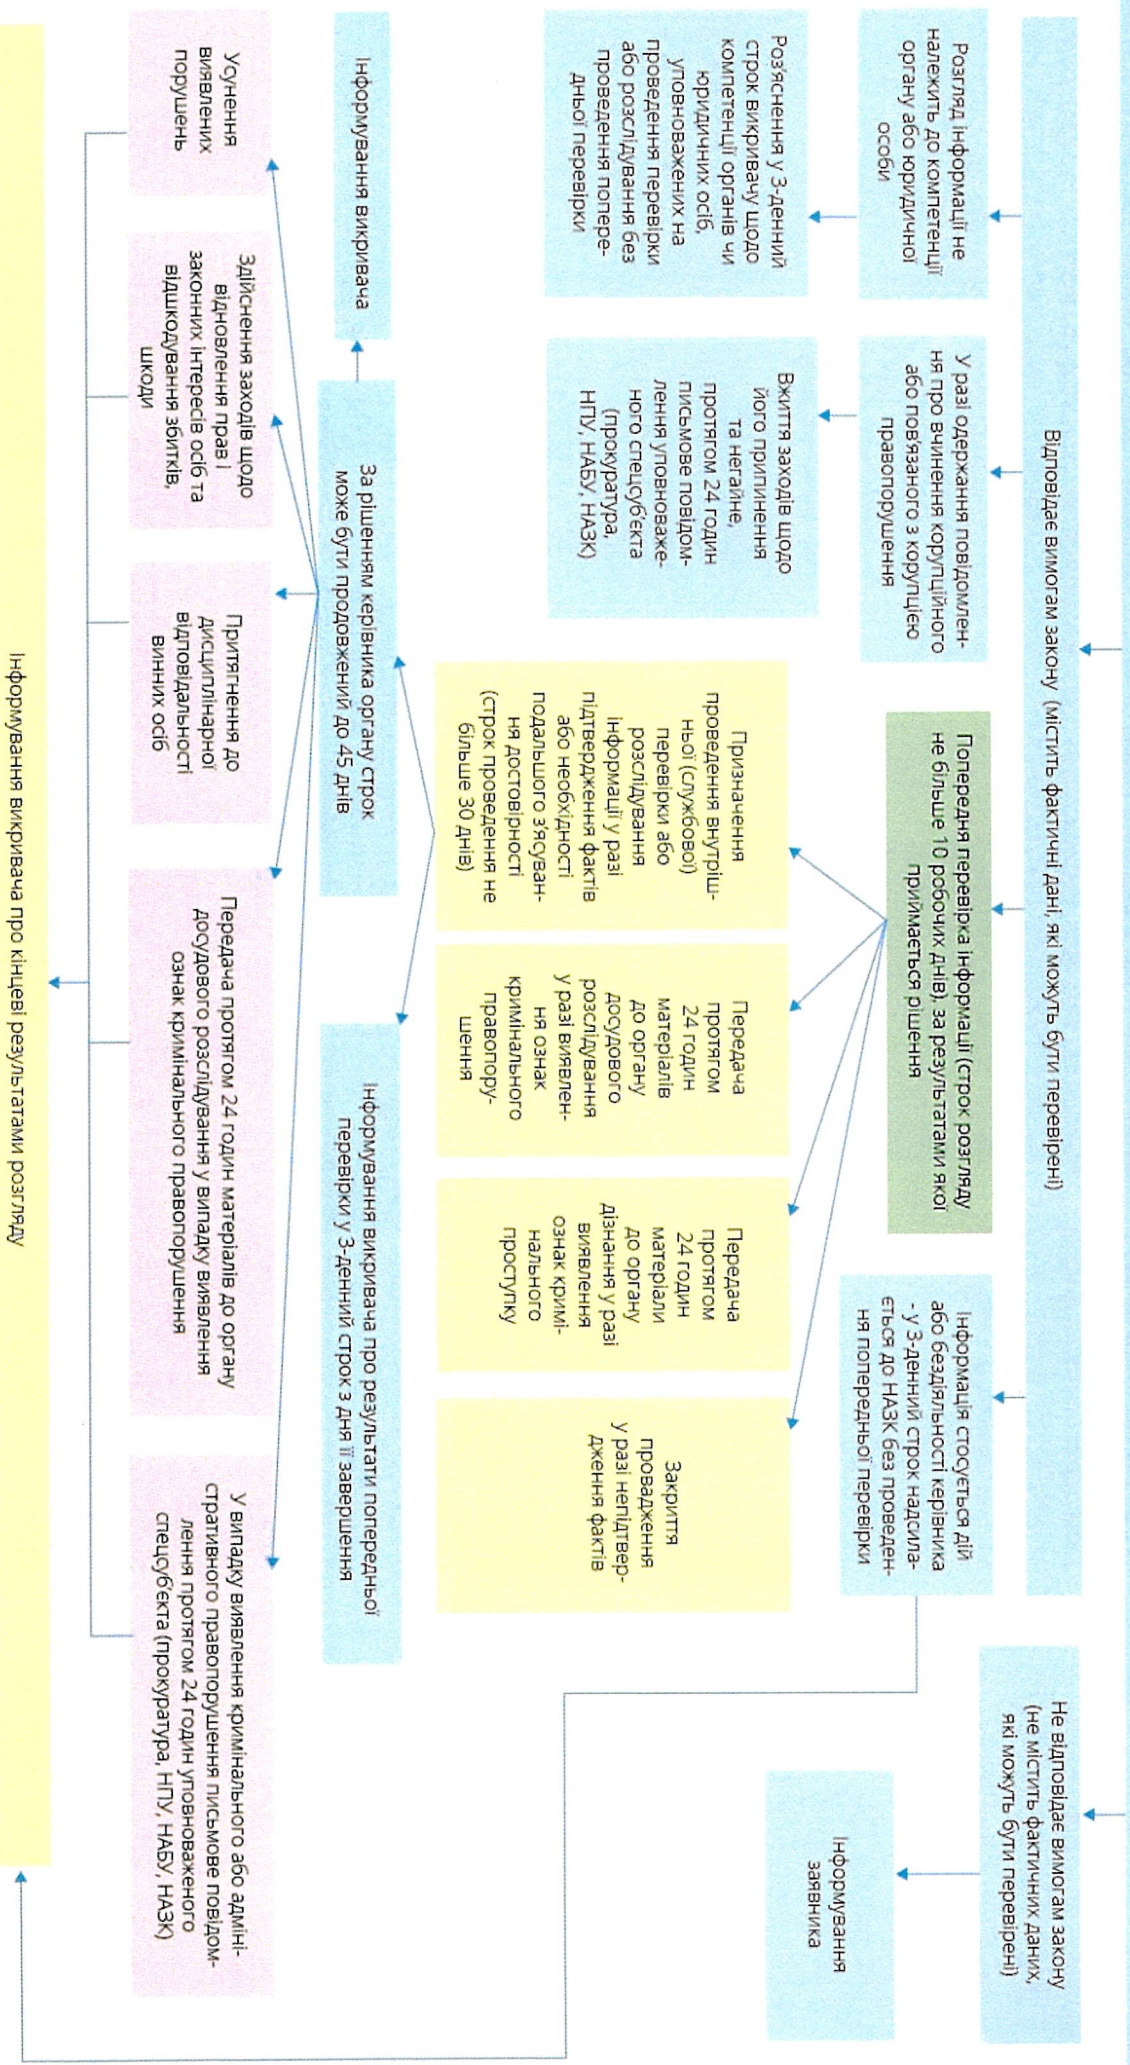 Відповідає вимогам закону (містить фактичні дані, які можуть бути перевірені)
Не відповідає вимогам закону
(не містить фактичних даних,
які можуть бути перевірені)
Розгляд інформації не
належить до компетенції
органу або юридичної
особи
У разі одержання повідомлен-
ня про вчинення корупційного
або пов'язаного з корупцією
правопорушення
Попередня перевірка інформації (строк розгляду
не більше 10 робочих днів), за результатами якої
приймається рішення
Інформація стосується дій
або бездіяльності керівника
- у 3-денний строк надсила-
ється до НАЗК без проведен-
ня попередньої перевірки
Інформування
заявника
Роз'яснення у 3-денний
строк викривачу щодо
компетенції органів чи
юридичних осіб,
уповноважених на
проведення перевірки
або розслідування без
проведення попере-
дньої перевірки
Вжиття заходів щодо
його припинення
та негайне,
протягом 24 годин
письмове повідом-
лення уповноваже-
ного спецсуб'єкта
(прокуратура,
НПУ, НАБУ, НАЗК)
Призначення
проведення внутріш-
ньої (службової)
перевірки або
розслідування
інформації у разі
підтвердження фактів
або необхідності
подальшого з'ясуван-
ня достовірності
(строк проведення не
більше 30 днів)
Передача
протягом
24 годин
матеріалів
до органу
досудового
розслідування
у разі виявлен-
ня ознак
кримінального
правопору-
шення
Передача
протягом
24 годин
матеріали
до органу
дізнання у разі
виявлення
ознак кримі-
нального
проступку
Закриття
провадження
у разі непідтвер-
дження фактів
Інформування викривача
За рішенням керівника органу строк
може бути продовжений до 45 днів
Інформування викривача про результати попередньої
перевірки у 3-денний строк з дня її завершення
Усунення
виявлених
порушень
Здійснення заходів щодо
відновлення прав і
законних інтересів осіб та
відшкодування збитків,
шкоди
Притягнення до
дисциплінарної
відповідальності
винних осіб
Передача протягом 24 годин матеріалів до органу
досудового розслідування у випадку виявлення
ознак кримінального правопорушення
У випадку виявлення кримінального або адміні-
стративного правопорушення письмове повідом-
лення протягом 24 годин уповноваженого
спецсуб'єкта (прокуратура, НПУ, НАБУ, НАЗК)
Інформування викривача про кінцеві результатами розгляду